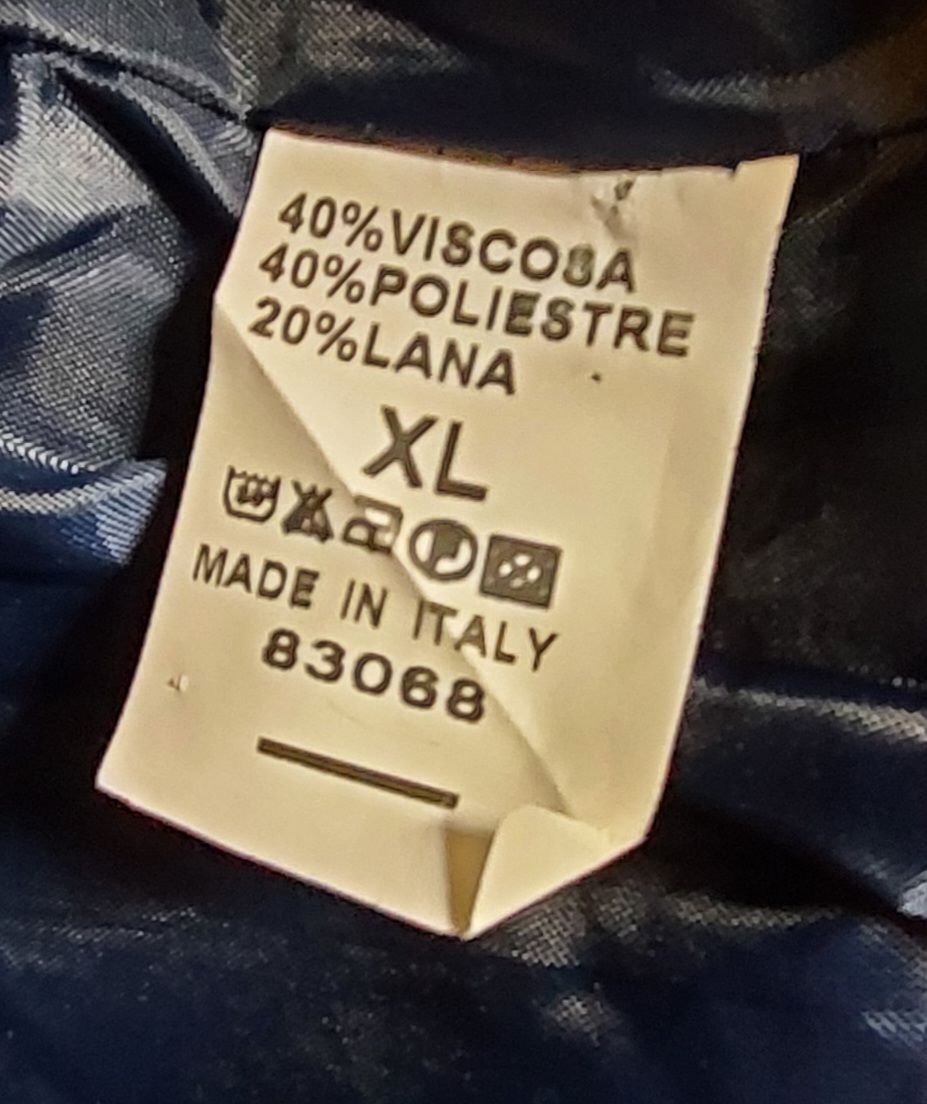 40%VISCOSA
40%POLIESTRE
20%LANA
XL
MADE IN ITALY
83068